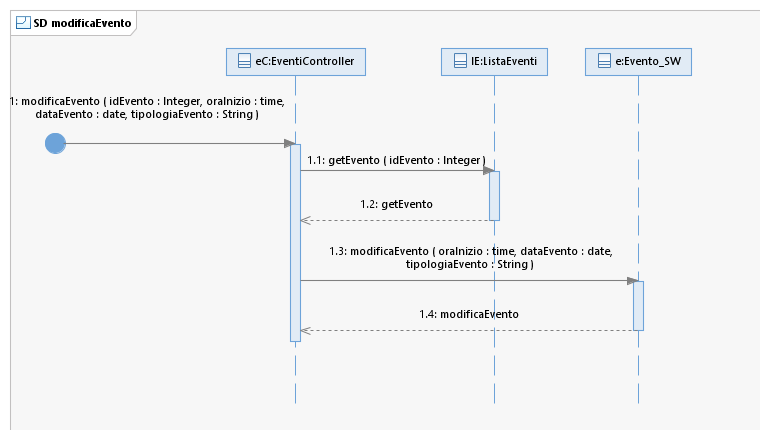 SD modificaEvento
eC:EventiController
lE:ListaEventi
e:Evento_SW
1: modificaEvento ( idEvento : Integer, oraInizio : time,
dataEvento : date, tipologiaEvento : String )
1.1: getEvento ( idEvento : Integer )
1.2: getEvento
1.3: modificaEvento ( oraInizio : time, dataEvento : date,
tipologiaEvento : String )
1.4: modificaEvento